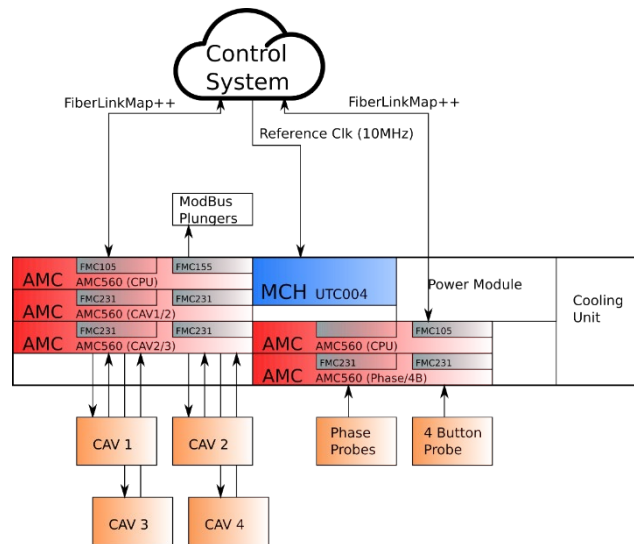 Control
System
FiberLinkMap++
FiberLinkMap++
Reference Clk (10MHz)
ModBus
Plungers
FMC105
FMC155
AMC
AMC560 (CPU)
MCH UTC004
Power Module
Cooling
Unit
FMC231
FMC231
AMC
AMC560 (CAV1/2)
FMC231
FMC231
AMC
AMC560 (CAV2/3)
FMC105
AMC
AMC560 (CPU)
FMC231
FMC231
AMC
AMC560 (Phase/4B)
CAV 1
CAV 2
Phase
Probes
4 Button
Probe
CAV 3
CAV 4